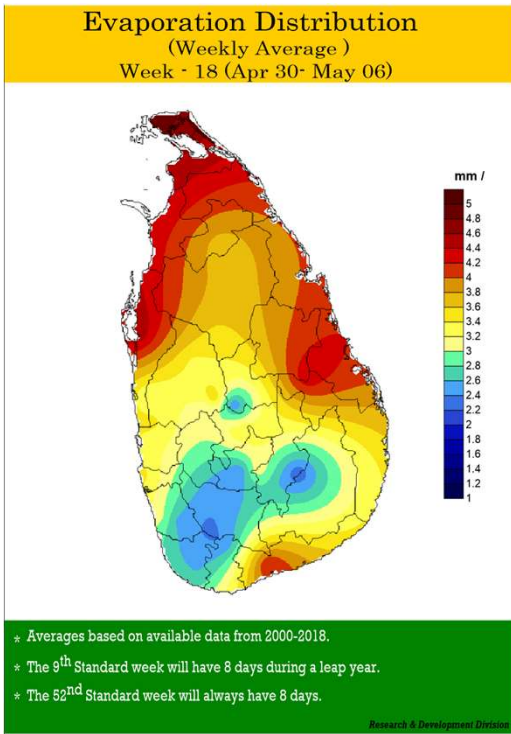 Evaporation Distribution
(Weekly Average )
Week - 18 (Apr 30- May 06)
mm /
5
4.8
4.6
4.4
4.2
4
3.8
3.6
3.4
3.2
3
2.8
2.6
2.4
2.2
2
1.8
1.6
1.4
1.2
1
* Averages based on available data from 2000-2018.
* The 9th Standard week will have 8 days during a leap year.
* The 52nd Standard week will always have 8 days.
Research & Development Division